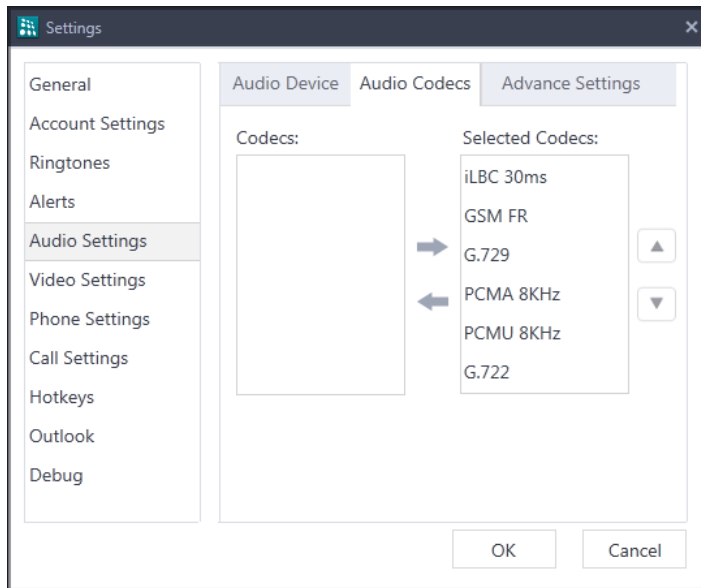 Settings
General
Account Settings
Ringtones
Alerts
Audio Settings
Video Settings
Phone Settings
Call Settings
Hotkeys
Outlook
Debug
Audio Device
Audio Codecs
Advance Settings
Codecs:
Selected Codecs:
iLBC 30ms
GSM FR
G.729
PCMA 8KHz
PCMU 8KHz
G.722
OK
Cancel